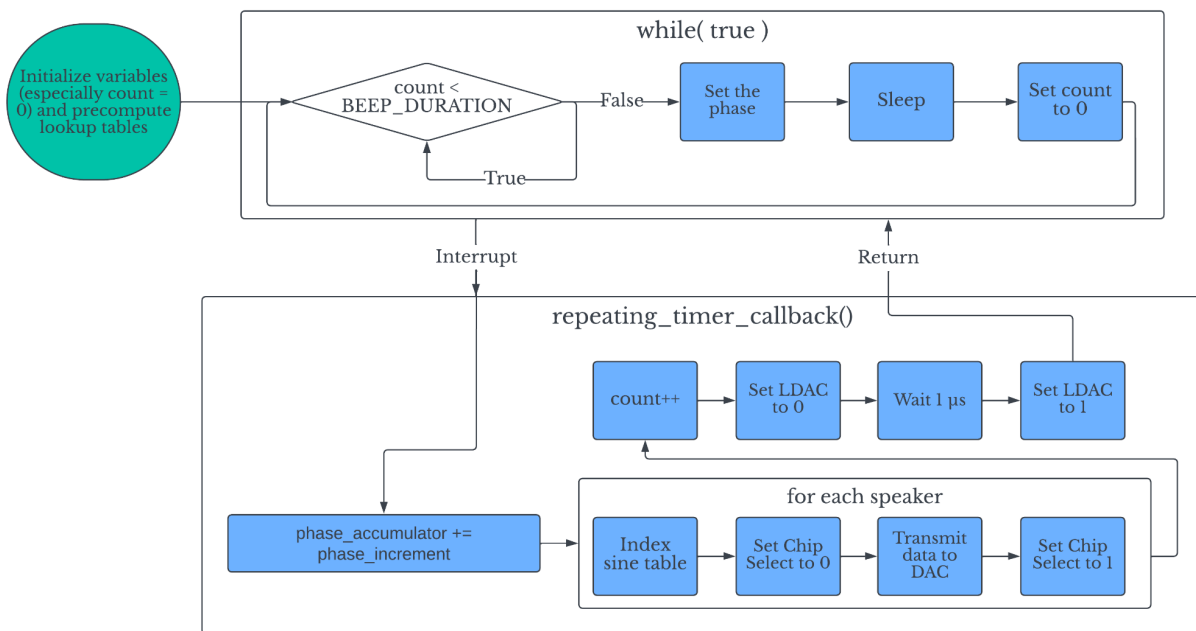 while( true )
Initialize variables
(especially count =
0) and precompute
lookup tables
count <
BEEP_DURATION
False
Set the
phase
Sleep
Set count
to 0
True
Interrupt
Return
repeating_timer_callback()
count++
Set LDAC
to 0
Wait 1 µs
Set LDAC
to 1
for each speaker
phase_accumulator +=
phase_increment
Index
sine table
Set Chip
Select to 0
Transmit
data to
DAC
Set Chip
Select to 1